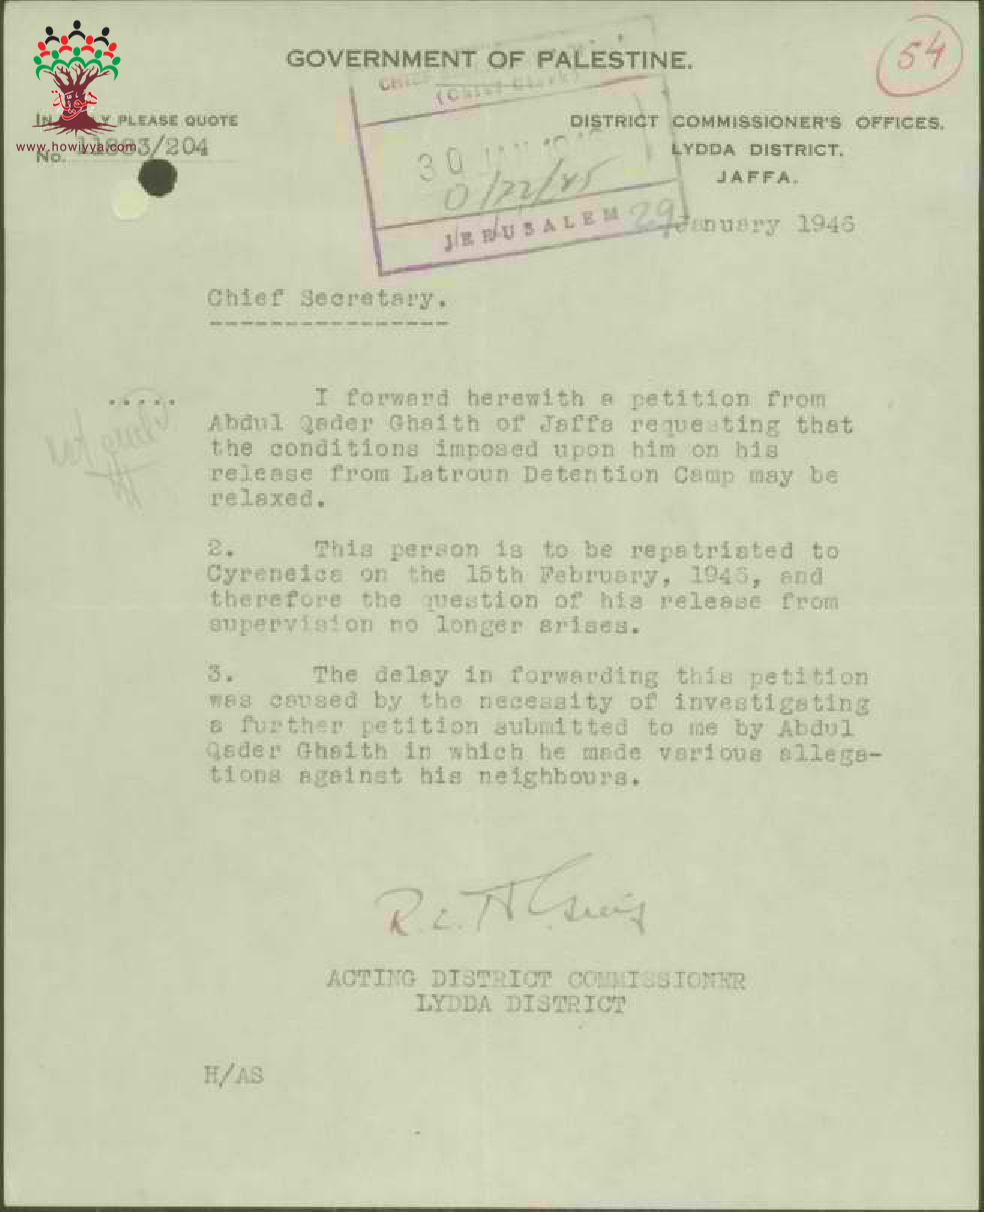 GOVERNMENT OF PALESTINE.
54
CHIEF
30 JAN
0/22/45
JERUSALEM
IN PLEASE QUOTE
www.howiyya.com
No. 11883/204
DISTRICT COMMISSIONER'S OFFICES,
LYDDA DISTRICT.
JAFFA.
29 January 1946
Chief Secretary.
----------------
..... I forward herewith a petition from
Abdul Qader Ghaith of Jaffa requesting that
the conditions imposed upon him on his
release from Latroun Detention Camp may be
relaxed.
2. This person is to be repatriated to
Cyreneica on the 15th February, 1946, and
therefore the question of his release from
supervision no longer arises.
3. The delay in forwarding this petition
was caused by the necessity of investigating
a further petition submitted to me by Abdul
Qader Ghaith in which he made various allega-
tions against his neighbours.
ACTING DISTRICT COMMISSIONER
LYDDA DISTRICT
H/AS